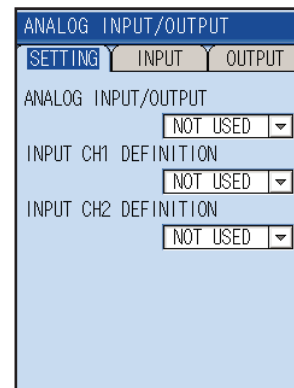 ANALOG INPUT/OUTPUT
SETTING INPUT OUTPUT
ANALOG INPUT/OUTPUT
NOT USED
INPUT CH1 DEFINITION
NOT USED
INPUT CH2 DEFINITION
NOT USED